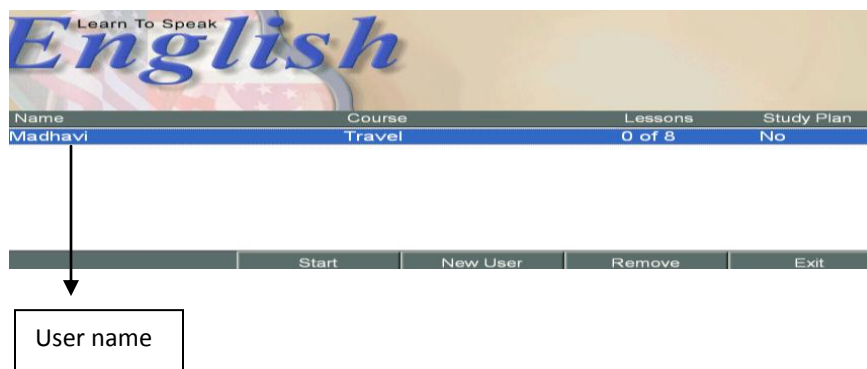 Learn To Speak
English
Name Course Lessons Study Plan
Madhavi Travel 0 of 8 No
Start New User Remove Exit
User name